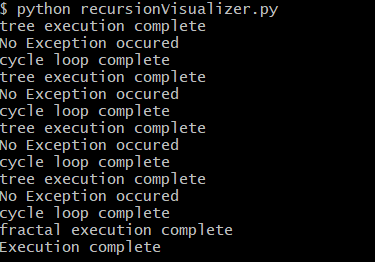 $ python recursionVisualizer.py
tree execution complete
No Exception occured
cycle loop complete
tree execution complete
No Exception occured
cycle loop complete
tree execution complete
No Exception occured
cycle loop complete
tree execution complete
No Exception occured
cycle loop complete
fractal execution complete
Execution complete